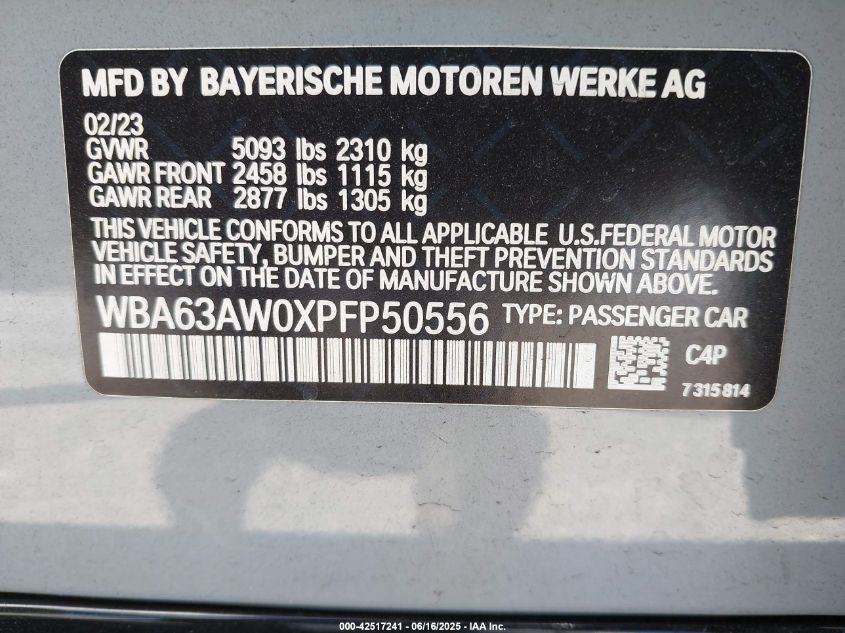 MFD BY BAYERISCHE MOTOREN WERKE AG
02/23
GVWR 5093 lbs 2310 kg
GAWR FRONT 2458 lbs 1115 kg
GAWR REAR 2877 lbs 1305 kg
THIS VEHICLE CONFORMS TO ALL APPLICABLE U.S.FEDERAL MOTOR
VEHICLE SAFETY, BUMPER AND THEFT PREVENTION STANDARDS
IN EFFECT ON THE DATE OF MANUFACTURE SHOWN ABOVE.
WBA63AW0XPFP50556 TYPE: PASSENGER CAR
C4P
7315814
000-42517241 - 06/16/2025 - IAA Inc.